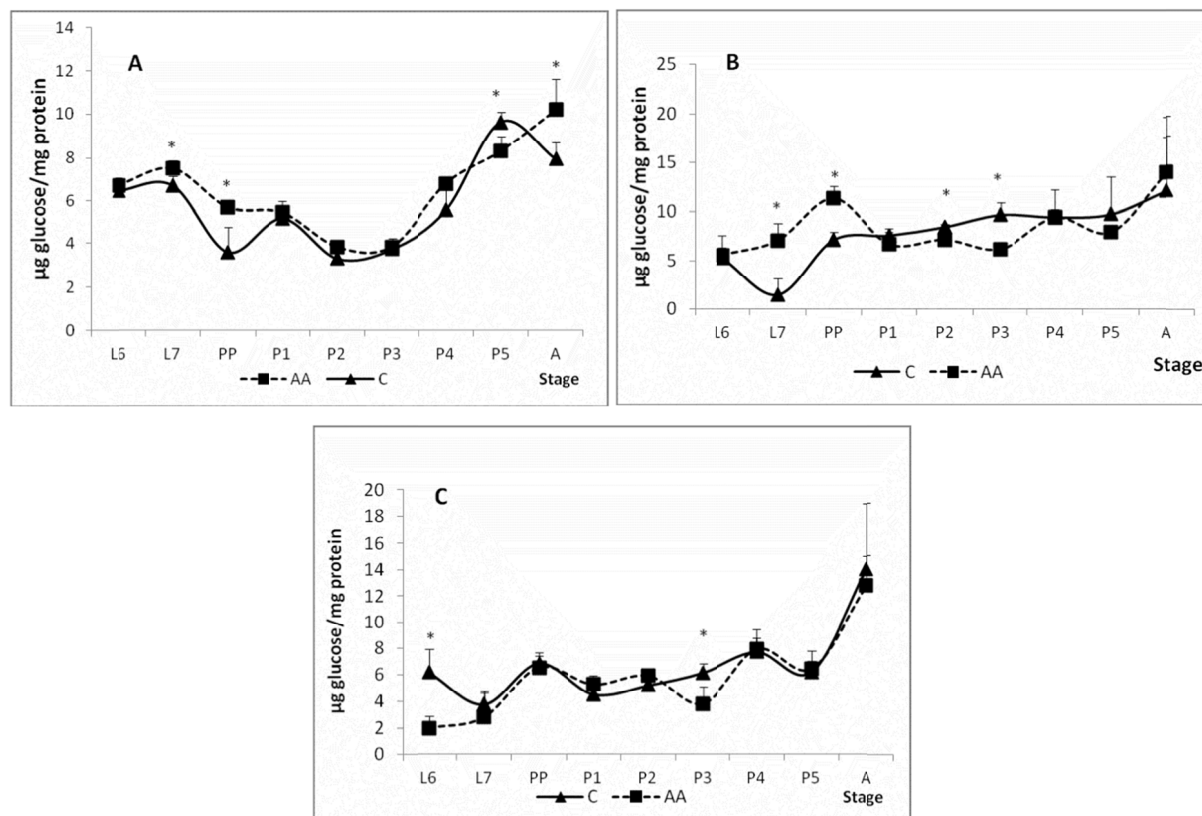 A
µg glucose/mg protein
14
12
10
8
6
4
2
0
* * * *
L6 L7 PP P1 P2 P3 P4 P5 A
AA C Stage
B
µg glucose/mg protein
25
20
15
10
5
0
* * * *
L6 L7 PP P1 P2 P3 P4 P5 A
C AA Stage
C
µg glucose/mg protein
20
18
16
14
12
10
8
6
4
2
0
* *
L6 L7 PP P1 P2 P3 P4 P5 A
C AA Stage